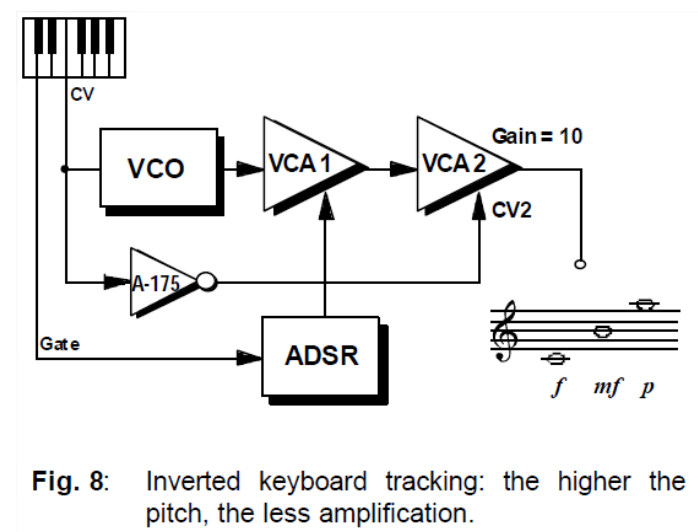 CV
Gain = 10
VCO
VCA 1
VCA 2
CV2
A-175
Gate
ADSR
f mf p
Fig. 8: Inverted keyboard tracking: the higher the
pitch, the less amplification.